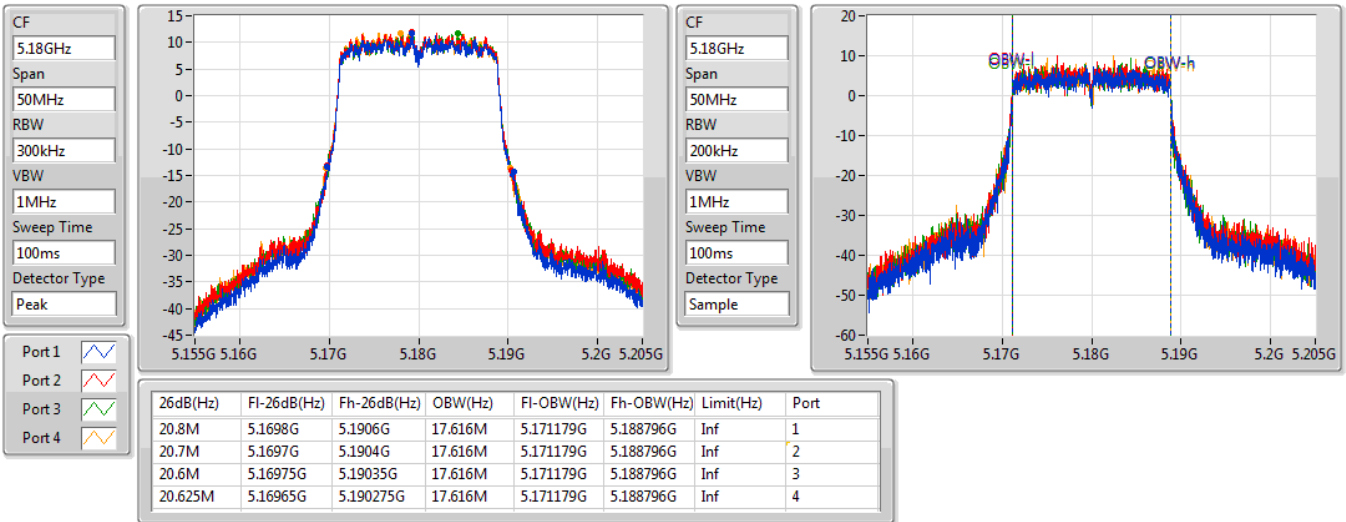 CF
5.18GHz
Span
50MHz
RBW
300kHz
VBW
1MHz
Sweep Time
100ms
Detector Type
Peak
15
10
5
0
-5
-10
-15
-20
-25
-30
-35
-40
-45
5.155G 5.16G 5.17G 5.18G 5.19G 5.2G 5.205G
CF
5.18GHz
Span
50MHz
RBW
200kHz
VBW
1MHz
Sweep Time
100ms
Detector Type
Sample
20
10
0
-10
-20
-30
-40
-50
-60
OBW-l OBW-h
5.155G 5.16G 5.17G 5.18G 5.19G 5.2G 5.205G
Port 1
Port 2
Port 3
Port 4
26dB(Hz) Fl-26dB(Hz) Fh-26dB(Hz) OBW(Hz) Fl-OBW(Hz) Fh-OBW(Hz) Limit(Hz) Port
20.8M 5.1698G 5.1906G 17.616M 5.171179G 5.188796G Inf 1
20.7M 5.1697G 5.1904G 17.616M 5.171179G 5.188796G Inf 2
20.6M 5.16975G 5.19035G 17.616M 5.171179G 5.188796G Inf 3
20.625M 5.16965G 5.190275G 17.616M 5.171179G 5.188796G Inf 4